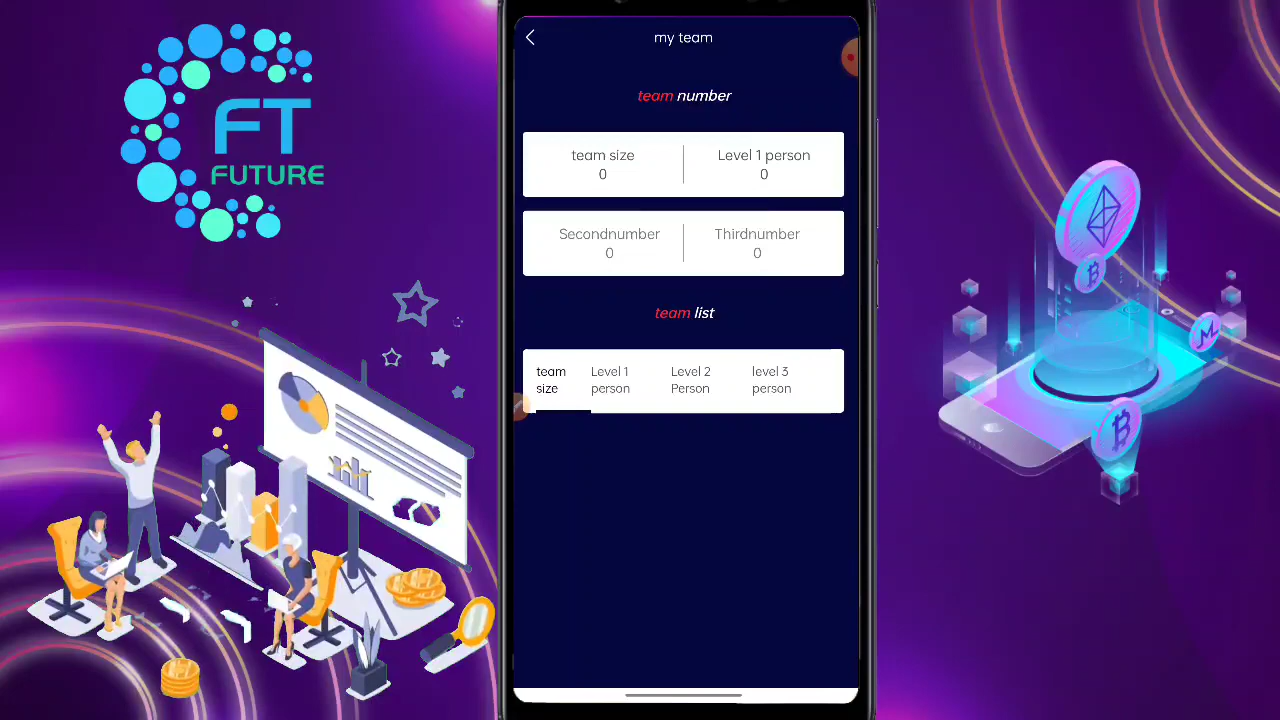 FT
FUTURE
my team
team number
team size
0
Level 1 person
0
Secondnumber
0
Thirdnumber
0
team list
team
size
Level 1
person
Level 2
Person
level 3
person